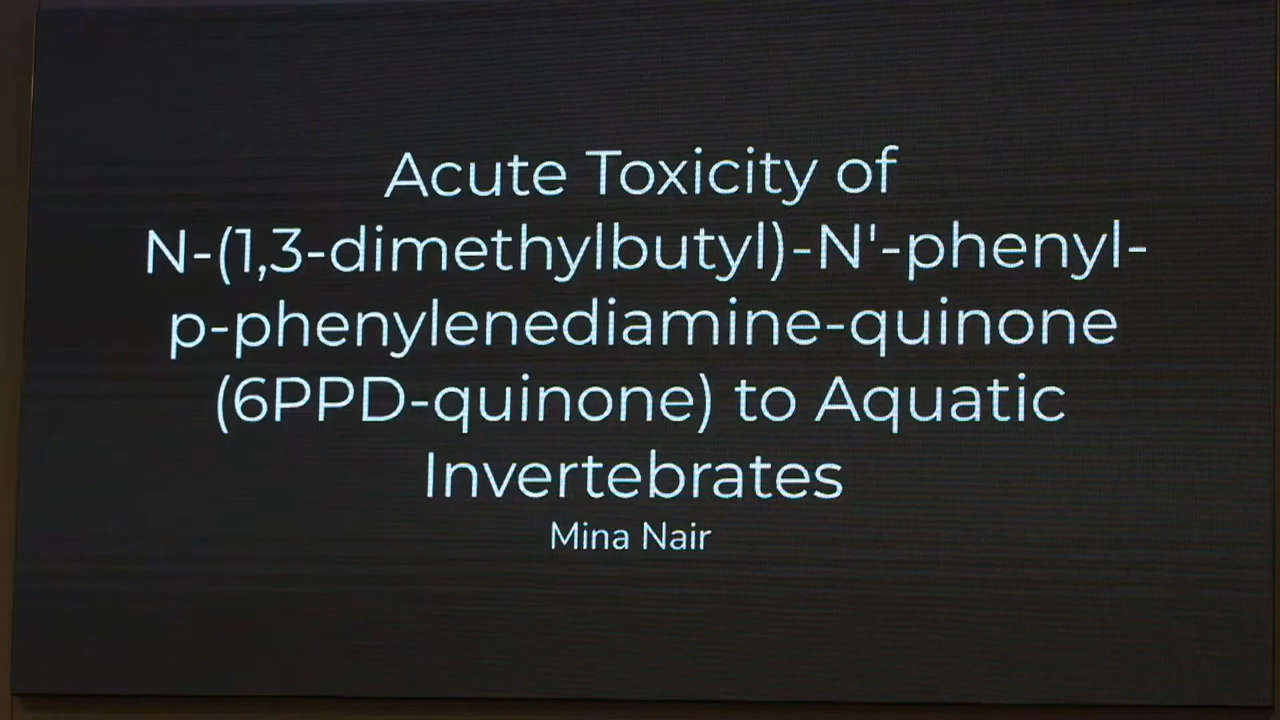 Acute Toxicity of
N-(1,3-dimethylbutyl)-N'-phenyl-
p-phenylenediamine-quinone
(6PPD-quinone) to Aquatic
Invertebrates
Mina Nair